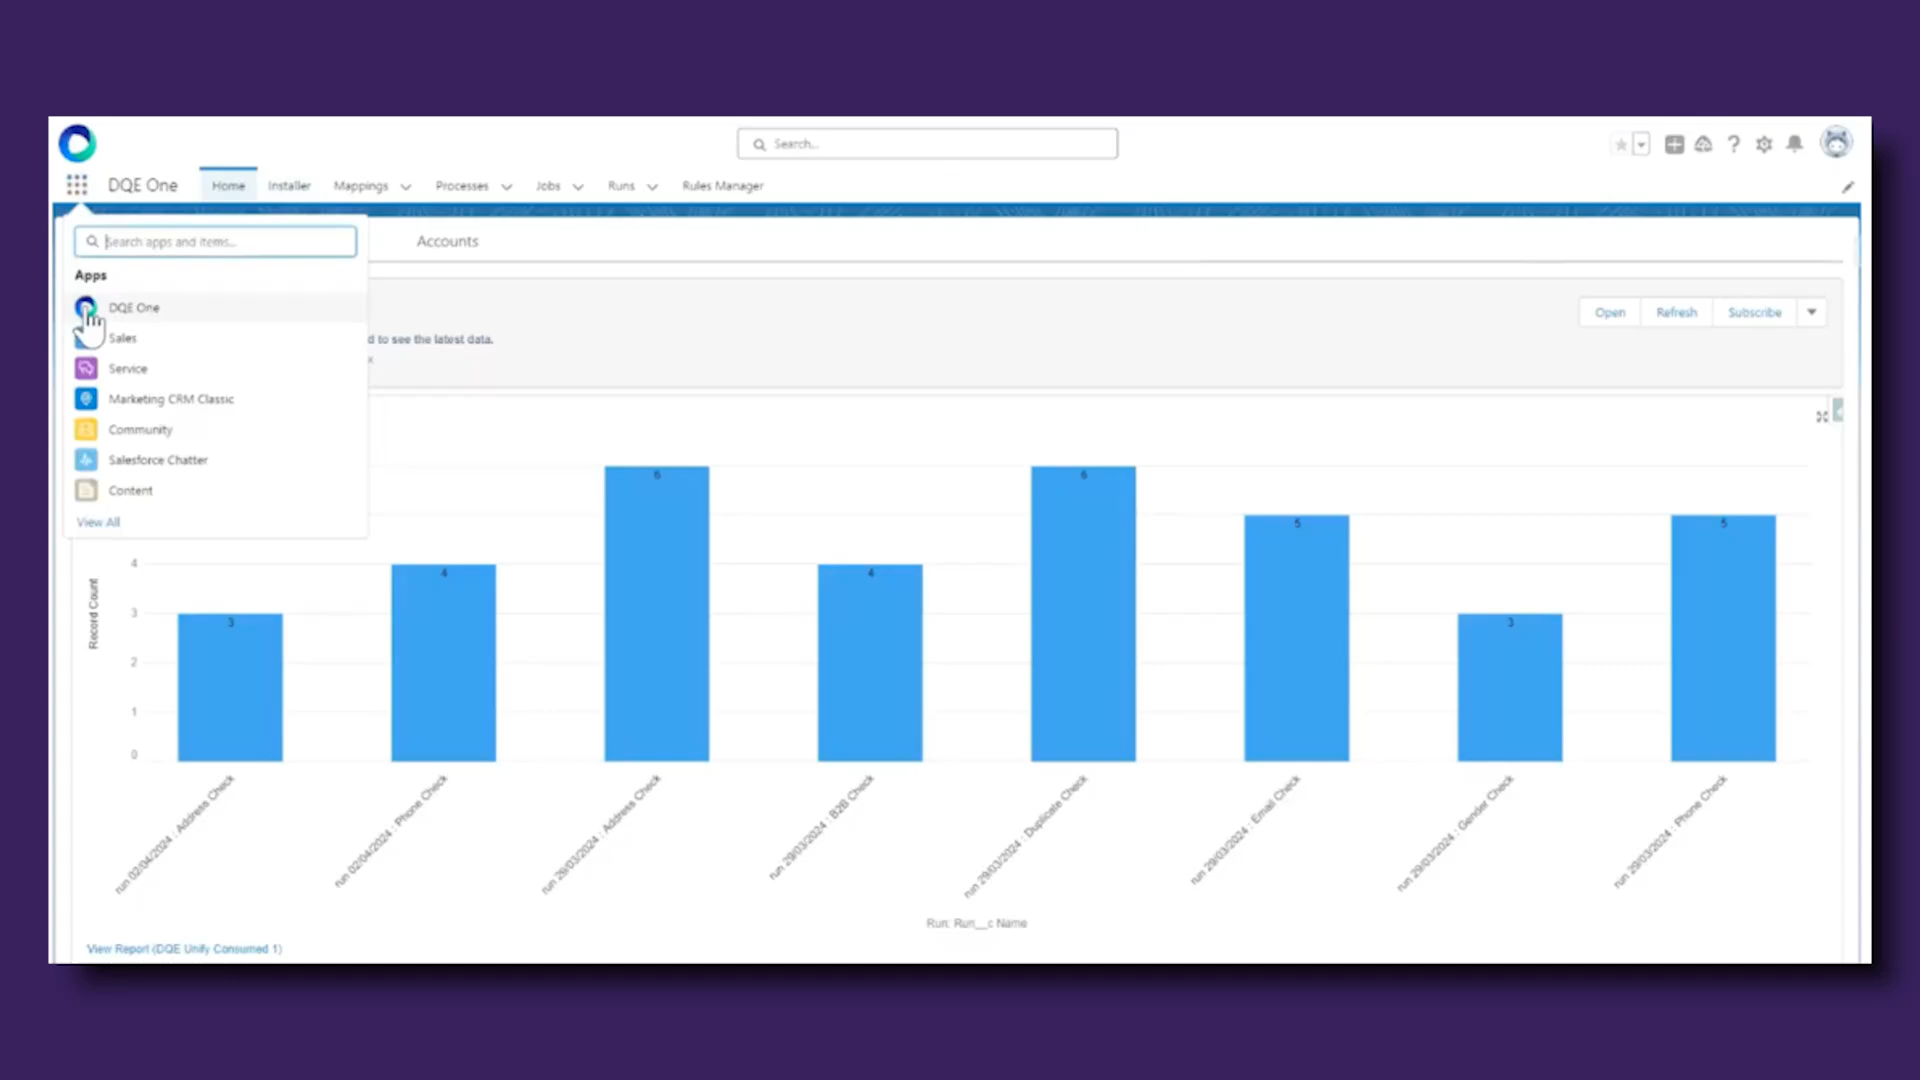 Search...
DQE One Home Installer Mappings Processes Jobs Runs Rules Manager
Search apps and items...
Accounts
Apps
DQE One
Open Refresh Subscribe
Sales
d to see the latest data.
x
Service
Marketing CRM Classic
Community
Salesforce Chatter
Content
View All
6 6
5 5
4 4 4
3 3 3
2
1
0
Record Count
run 02/04/2024 : Address Check
run 02/04/2024 : Phone Check
run 29/03/2024 : Address Check
run 29/03/2024 : B2B Check
run 29/03/2024 : Duplicate Check
run 29/03/2024 : Email Check
run 29/03/2024 : Gender Check
run 29/03/2024 : Phone Check
Run: Run__c Name
View Report (DQE Unify Consumed 1)